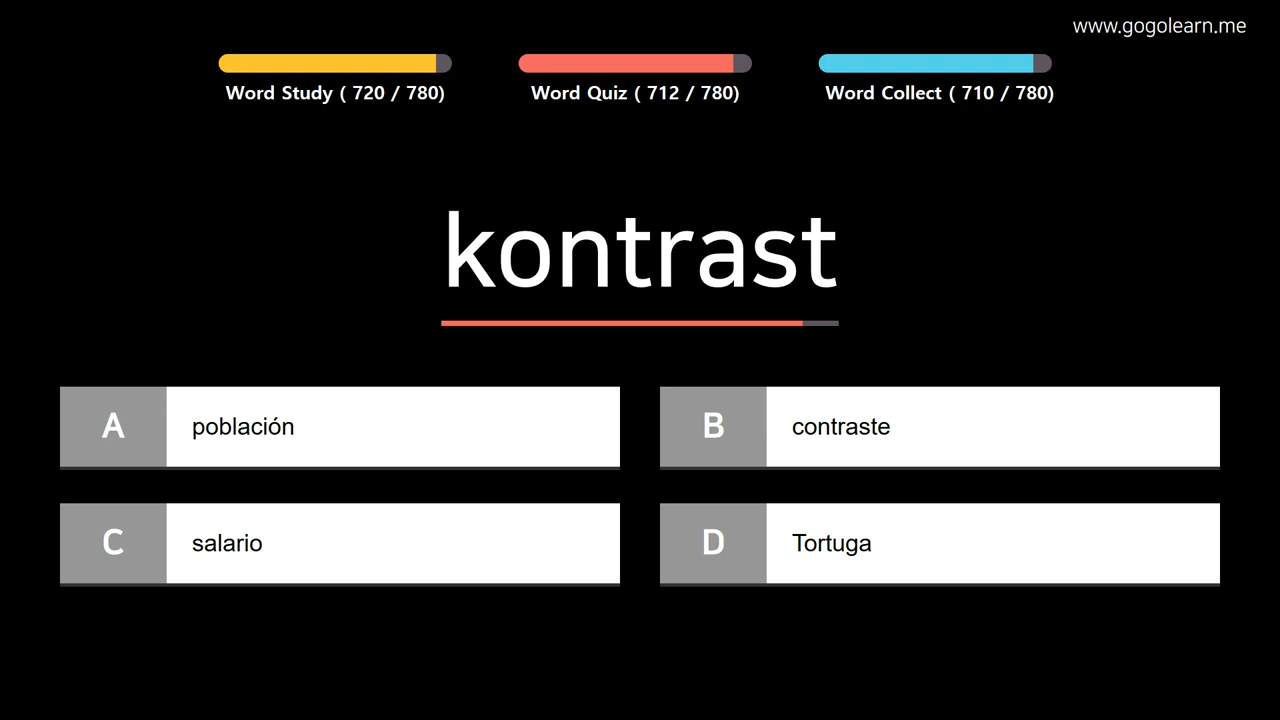 www.gogolearn.me
Word Study ( 720 / 780)
Word Quiz ( 712 / 780)
Word Collect ( 710 / 780)
kontrast
A población
B contraste
C salario
D Tortuga